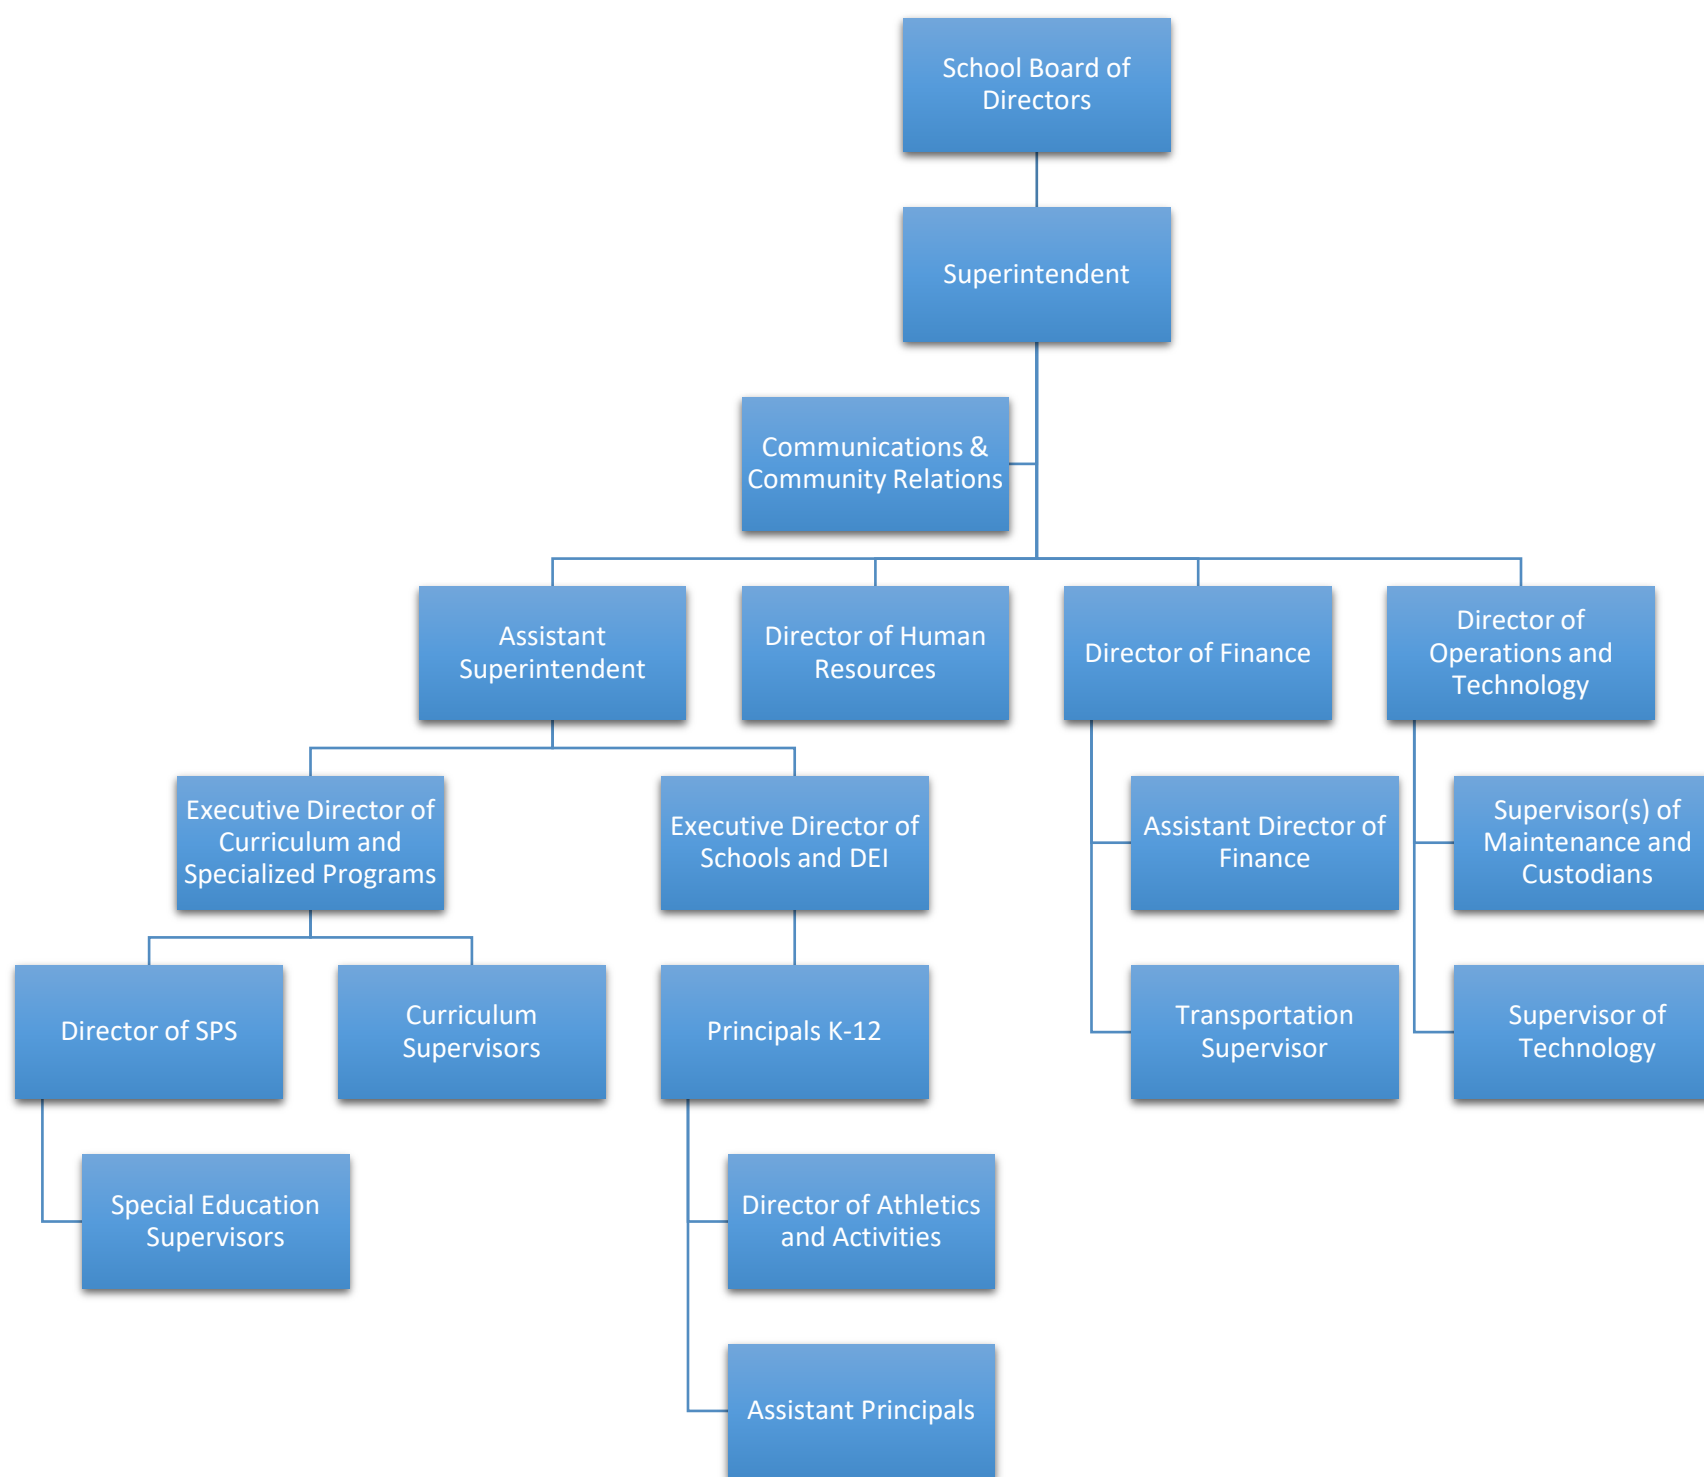 School Board of
Directors
Superintendent
Communications &
Community Relations
Assistant
Superintendent
Director of Human
Resources
Director of Finance
Director of
Operations and
Technology
Executive Director of
Curriculum and
Specialized Programs
Executive Director of
Schools and DEI
Assistant Director of
Finance
Supervisor(s) of
Maintenance and
Custodians
Director of SPS
Curriculum
Supervisors
Principals K-12
Transportation
Supervisor
Supervisor of
Technology
Special Education
Supervisors
Director of Athletics
and Activities
Assistant Principals